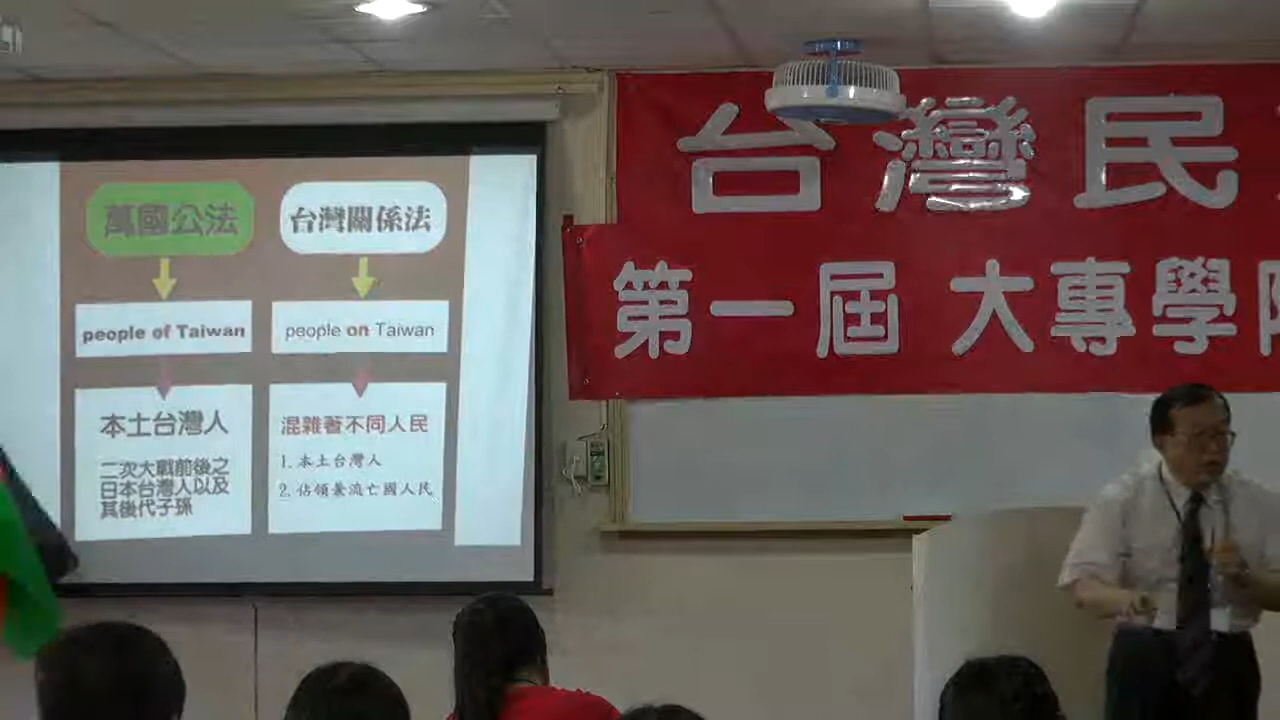 台灣民
第一屆 大專學
萬國公法
people of Taiwan
本土台灣人
二次大戰前後之
日本台灣人以及
其後代子孫
台灣關係法
people on Taiwan
混雜著不同人民
1. 本土台灣人
2. 佔領兼流亡國人民